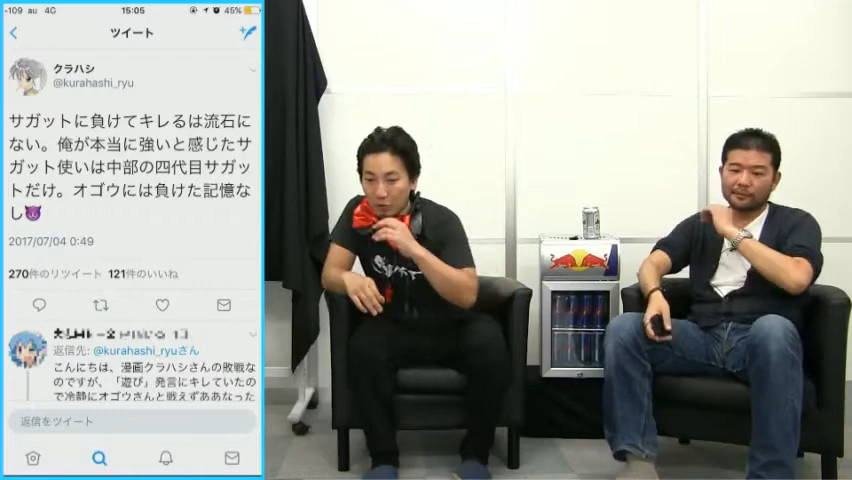 -109 au 4G 15:05 45%
ツイート
クラハシ
@kurahashi_ryu
サガットに負けてキレるは流石に
ない。俺が本当に強いと感じたサ
ガット使いは中部の四代目サガッ
トだけ。オゴウには負けた記憶な
し😈
2017/07/04 0:49
270件のリツイート 121件のいいね
返信先: @kurahashi_ryuさん
こんにちは、漫画クラハシさんの敗戦な
のですが、「遊び」発言にキレていたの
で冷静にオゴウさんと戦えずああなった
返信をツイート
Red Bull